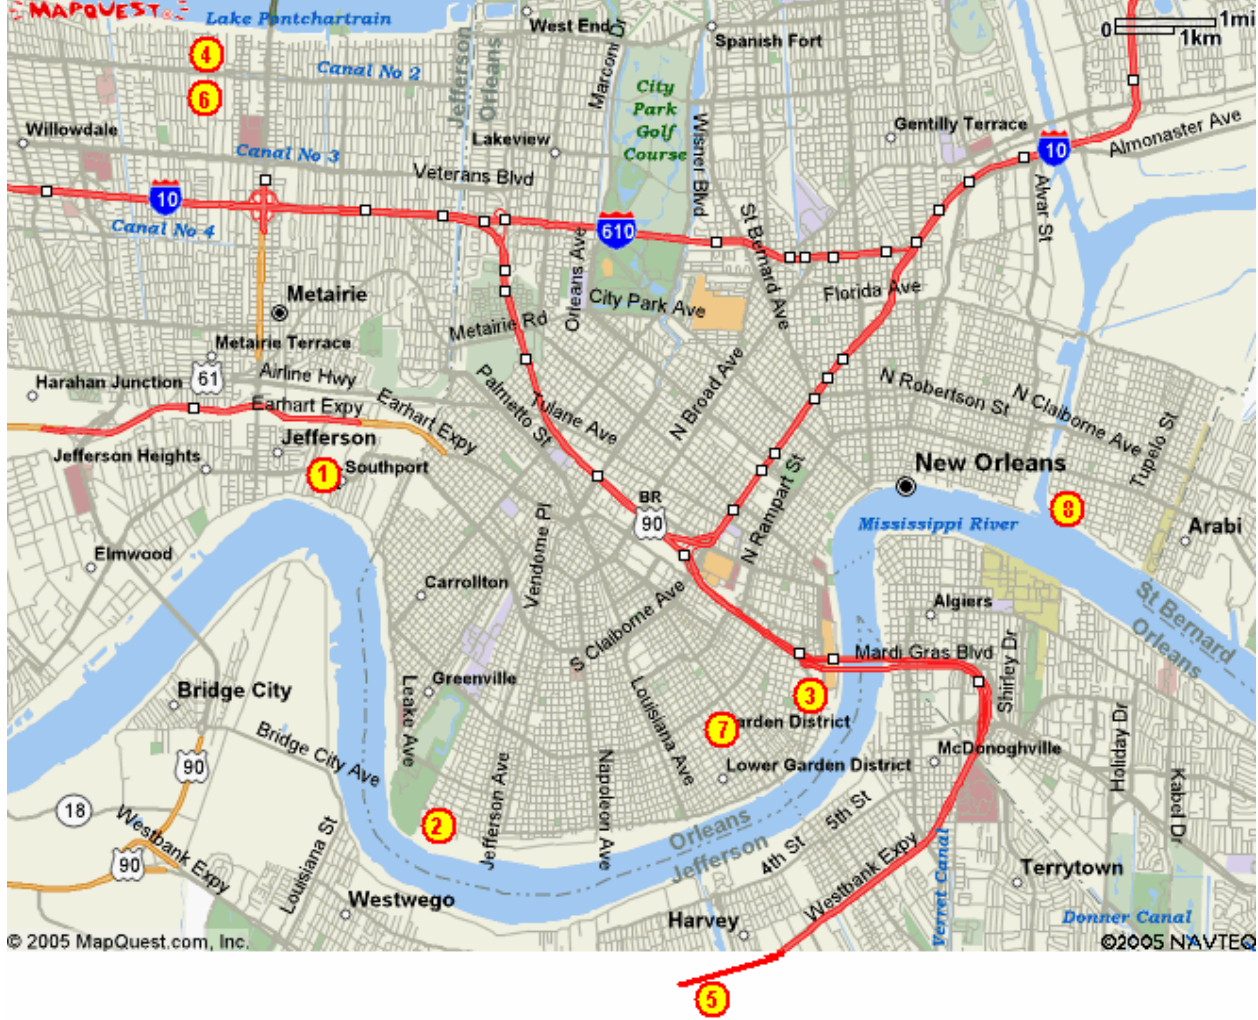 MAPQUEST
Lake Pontchartrain
West End
Spanish Fort
0 1mi
1km
4
Canal No 2
Jefferson
Orleans
Marconi Dr
City
Park
Golf
Course
6
Willowdale
Canal No 3
Lakeview
Veterans Blvd
Wisner Blvd
Gentilly Terrace
Almonaster Ave
10
10
Alvar St
Canal No 4
610
Orleans Ave
St Bernard Ave
Metairie
City Park Ave
Florida Ave
Metairie Rd
Metairie Terrace
Harahan Junction
61
Airline Hwy
Earhart Expy
Earhart Expy
Palmetto St
Tulane Ave
N Broad Ave
N Robertson St
N Claiborne Ave
Tupelo St
Jefferson
Jefferson Heights
1
Southport
New Orleans
BR
90
N Rampart St
Mississippi River
8
Arabi
Elmwood
Carrollton
Vendome Pl
S Claiborne Ave
Algiers
St Bernard
Orleans
Mardi Gras Blvd
Shirley Dr
Bridge City
Greenville
Leake Ave
Louisiana Ave
3
7
arden District
Lower Garden District
McDonoghville
Holiday Dr
Kabel Dr
Bridge City Ave
90
18
Westbank Expy
90
Louisiana St
2
Jefferson Ave
Napoleon Ave
Orleans
Jefferson
4th St
5th St
Westbank Expy
Verret Canal
Terrytown
Westwego
Harvey
Donner Canal
© 2005 MapQuest.com, Inc.
©2005 NAVTEQ
5